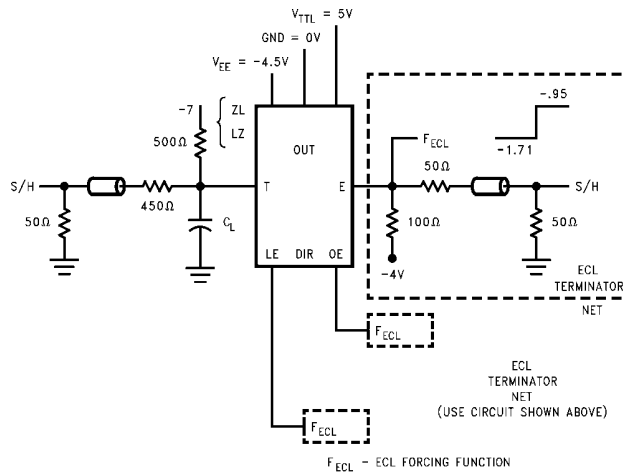 V_TTL = 5V
GND = 0V
V_EE = -4.5V
-7
ZL
LZ
500Ω
OUT
F_ECL
-.95
-1.71
50Ω
S/H
450Ω
T
E
S/H
50Ω
C_L
100Ω
50Ω
LE
DIR
OE
-4V
ECL
TERMINATOR
NET
F_ECL
ECL
TERMINATOR
NET
(USE CIRCUIT SHOWN ABOVE)
F_ECL
F_ECL - ECL FORCING FUNCTION